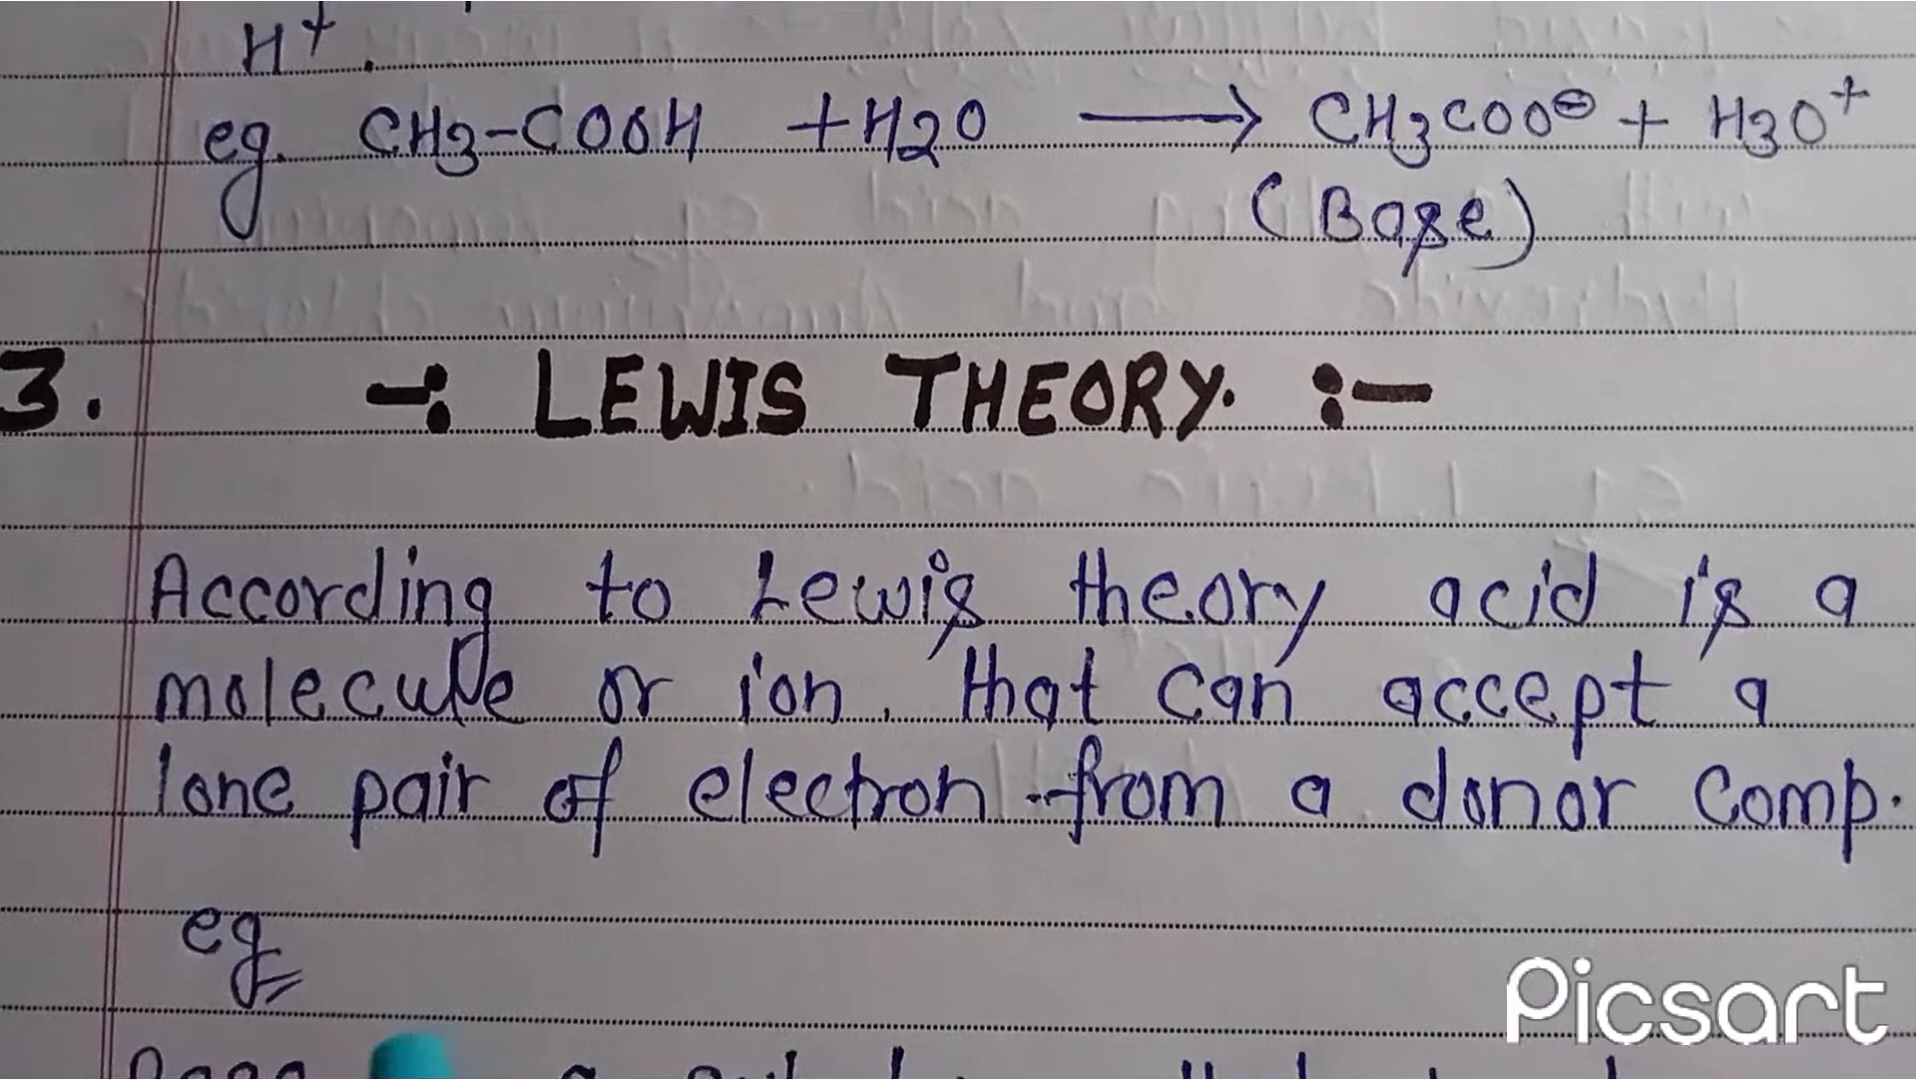 H+.
eg. CH3-COOH + H2O ⟶ CH3COO⊖ + H3O+
(Base)
3. -: LEWIS THEORY. :-
According to Lewis theory acid is a
molecule or ion. that can accept a
lone pair of electron from a donor comp.
eg
Picsart